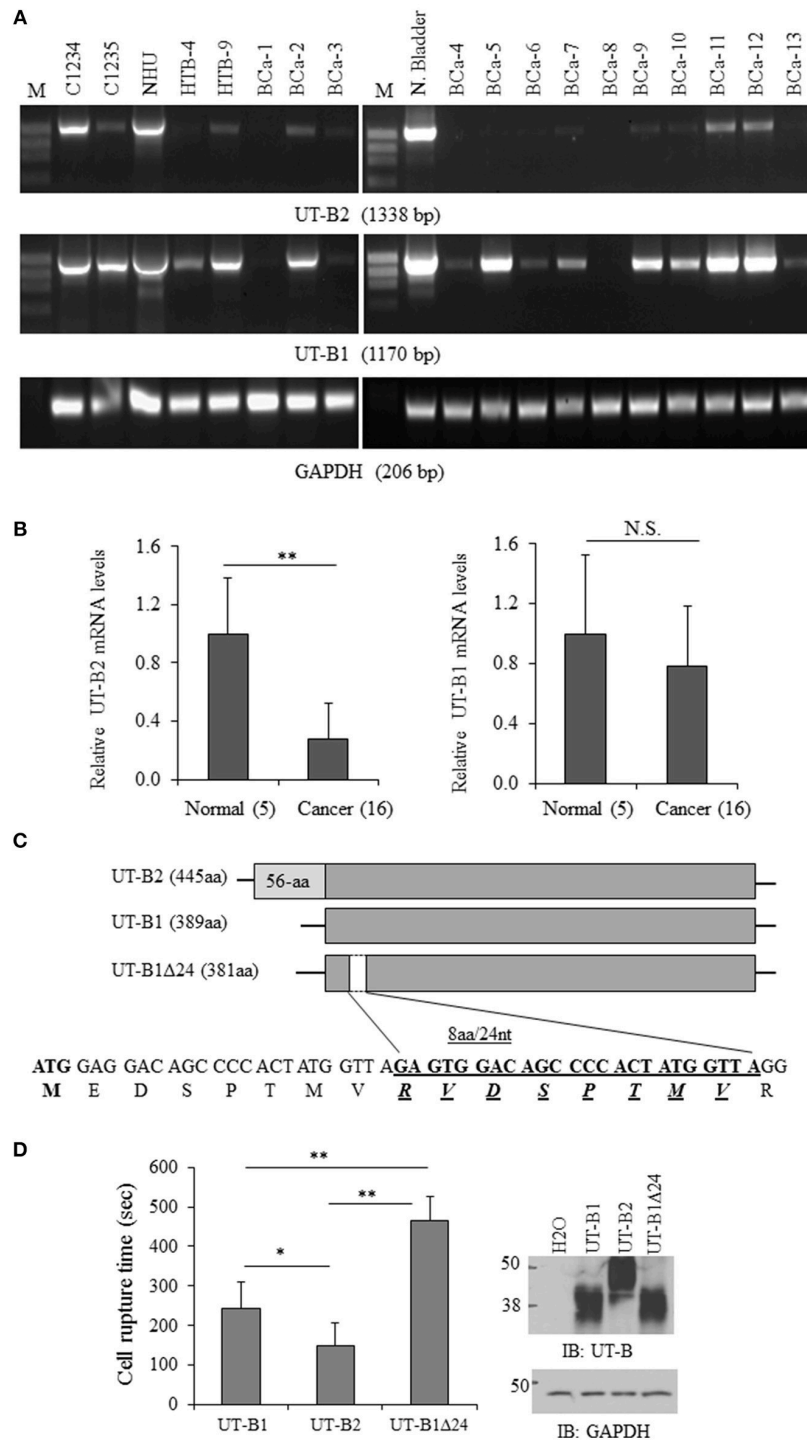 A
M
C1234
C1235
NHU
HTB-4
HTB-9
BCa-1
BCa-2
BCa-3
M
N. Bladder
BCa-4
BCa-5
BCa-6
BCa-7
BCa-8
BCa-9
BCa-10
BCa-11
BCa-12
BCa-13
UT-B2 (1338 bp)
UT-B1 (1170 bp)
GAPDH (206 bp)
B
Relative UT-B2 mRNA levels
1.6
1.2
0.8
0.4
0.0
**
Normal (5) Cancer (16)
Relative UT-B1 mRNA levels
1.6
1.2
0.8
0.4
0.0
N.S.
Normal (5) Cancer (16)
C
UT-B2 (445aa)
56-aa
UT-B1 (389aa)
UT-B1Δ24 (381aa)
8aa/24nt
ATG GAG GAC AGC CCC ACT ATG GTT A GA GTG GAC AGC CCC ACT ATG GTT A GG
M E D S P T M V R V D S P T M V R
D
Cell rupture time (sec)
600
500
400
300
200
100
0
**
**
*
UT-B1 UT-B2 UT-B1Δ24
H2O
UT-B1
UT-B2
UT-B1Δ24
50
38
IB: UT-B
50
IB: GAPDH